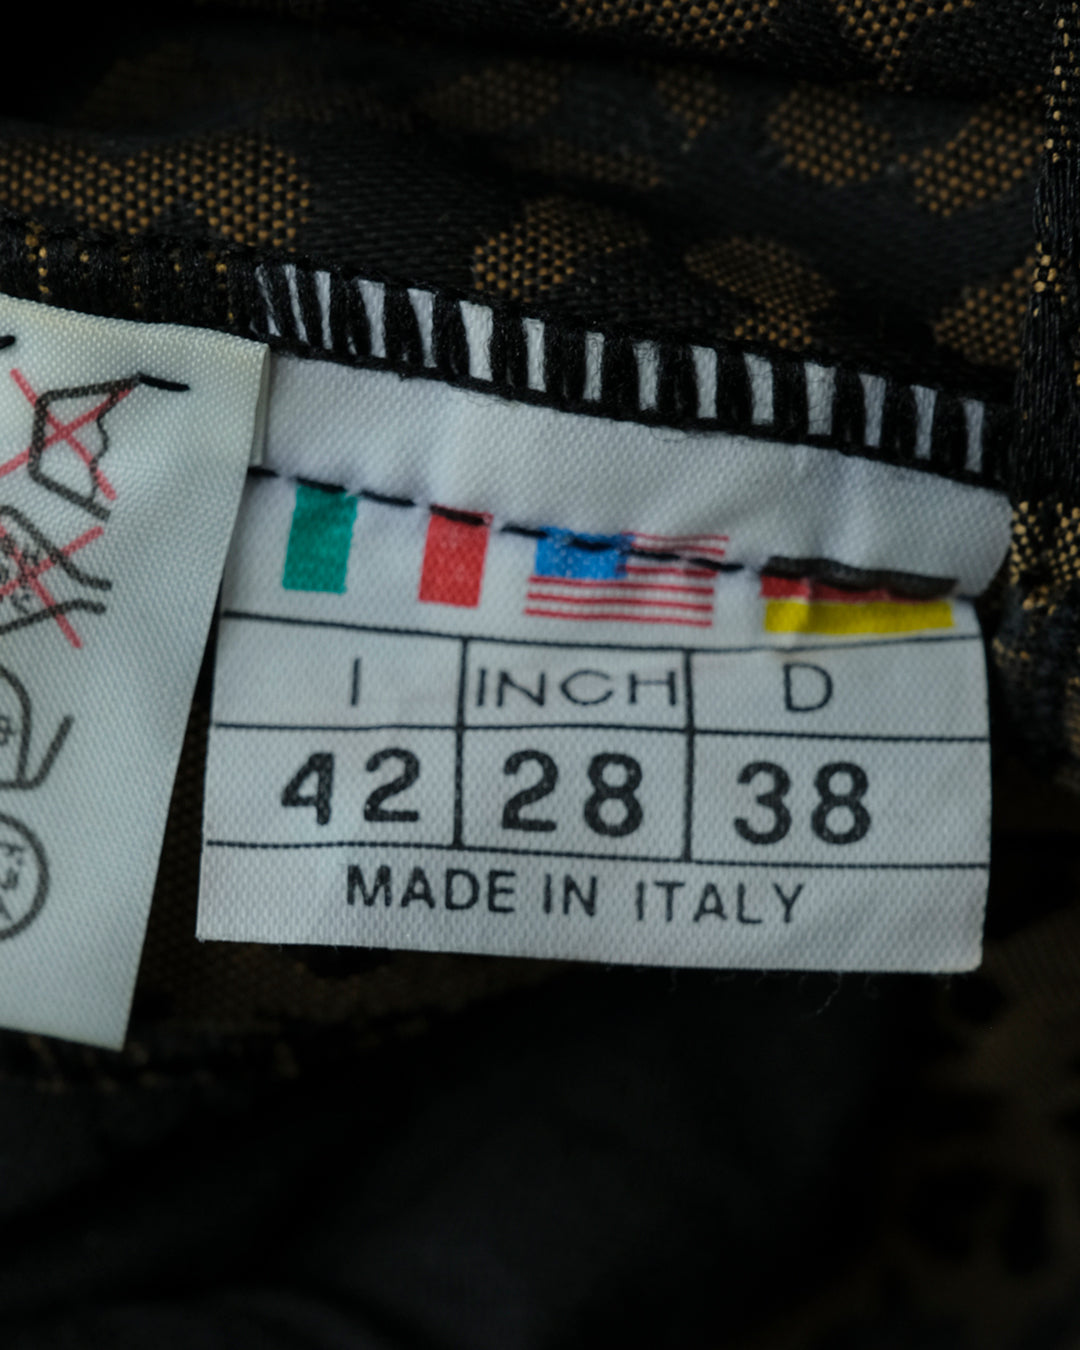 I INCH D
42 28 38
MADE IN ITALY